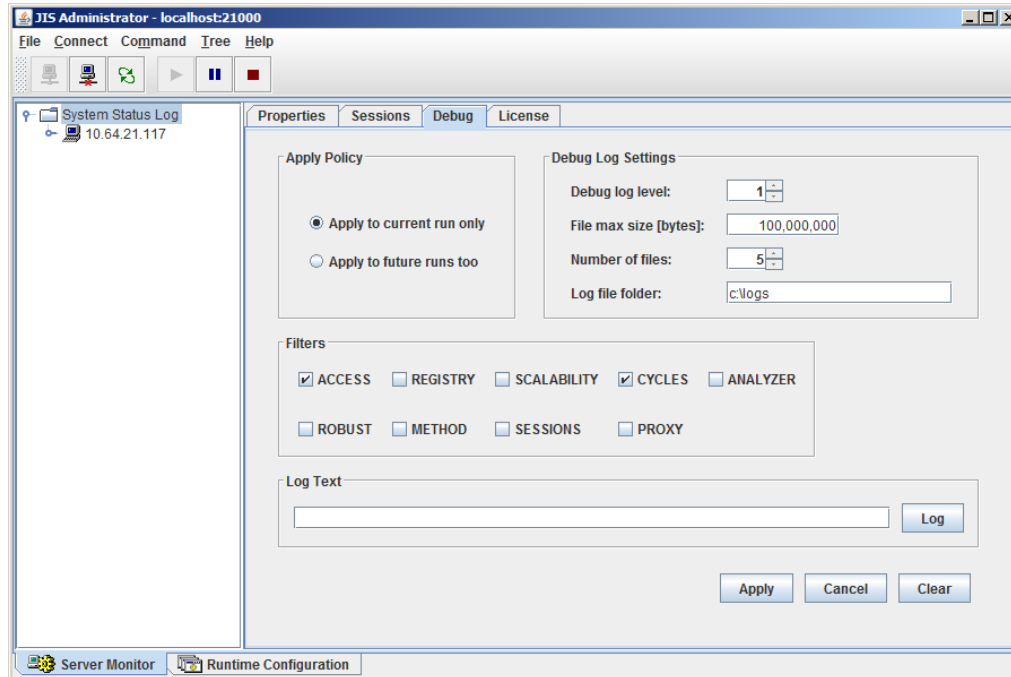 JIS Administrator - localhost:21000
File Connect Command Tree Help
System Status Log
10.64.21.117
Properties Sessions Debug License
Apply Policy
Apply to current run only
Apply to future runs too
Debug Log Settings
Debug log level: 1
File max size [bytes]: 100,000,000
Number of files: 5
Log file folder: c:\logs
Filters
ACCESS REGISTRY SCALABILITY CYCLES ANALYZER
ROBUST METHOD SESSIONS PROXY
Log Text
Log
Apply Cancel Clear
Server Monitor Runtime Configuration